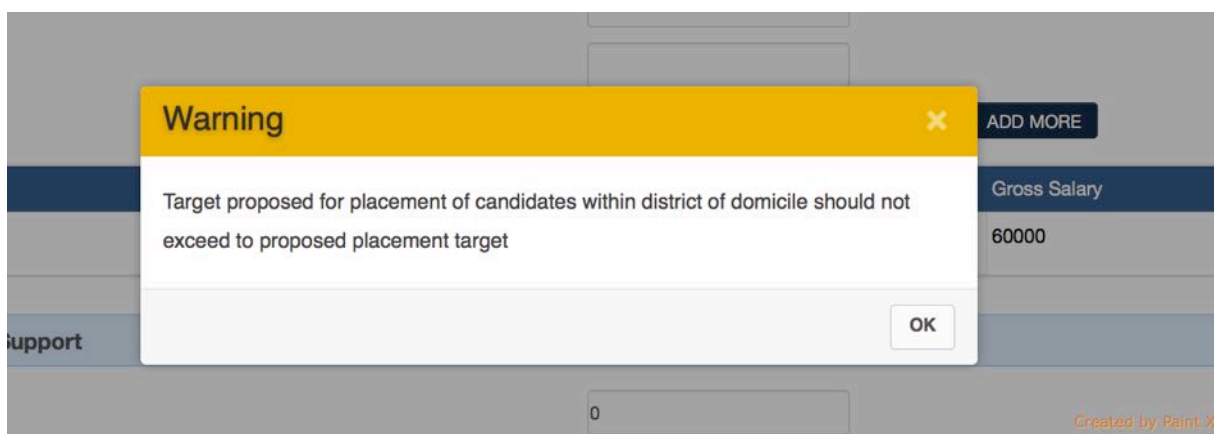 Warning
×
ADD MORE
Gross Salary
Target proposed for placement of candidates within district of domicile should not
exceed to proposed placement target
60000
OK
Support
0
Created by Paint X